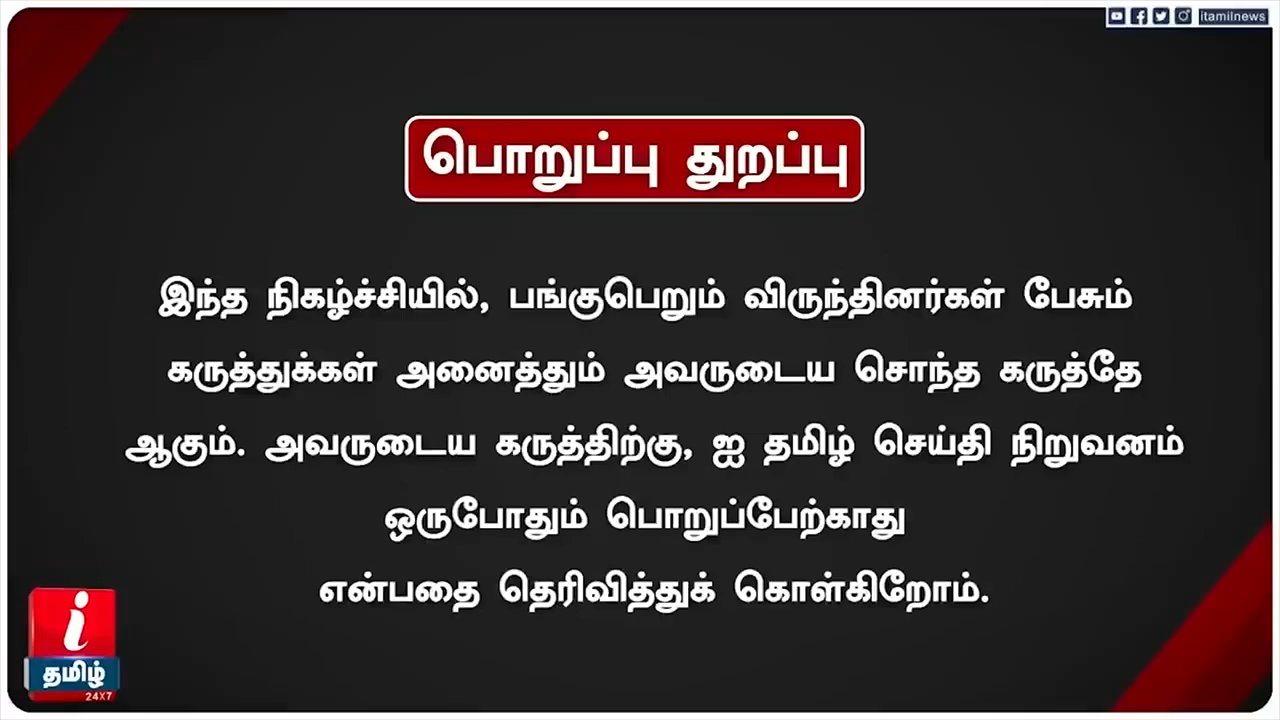 itamilnews
பொறுப்பு துறப்பு
இந்த நிகழ்ச்சியில், பங்குபெறும் விருந்தினர்கள் பேசும்
கருத்துக்கள் அனைத்தும் அவருடைய சொந்த கருத்தே
ஆகும். அவருடைய கருத்திற்கு, ஐ தமிழ் செய்தி நிறுவனம்
ஒருபோதும் பொறுப்பேற்காது
என்பதை தெரிவித்துக் கொள்கிறோம்.
i
தமிழ்
24X7